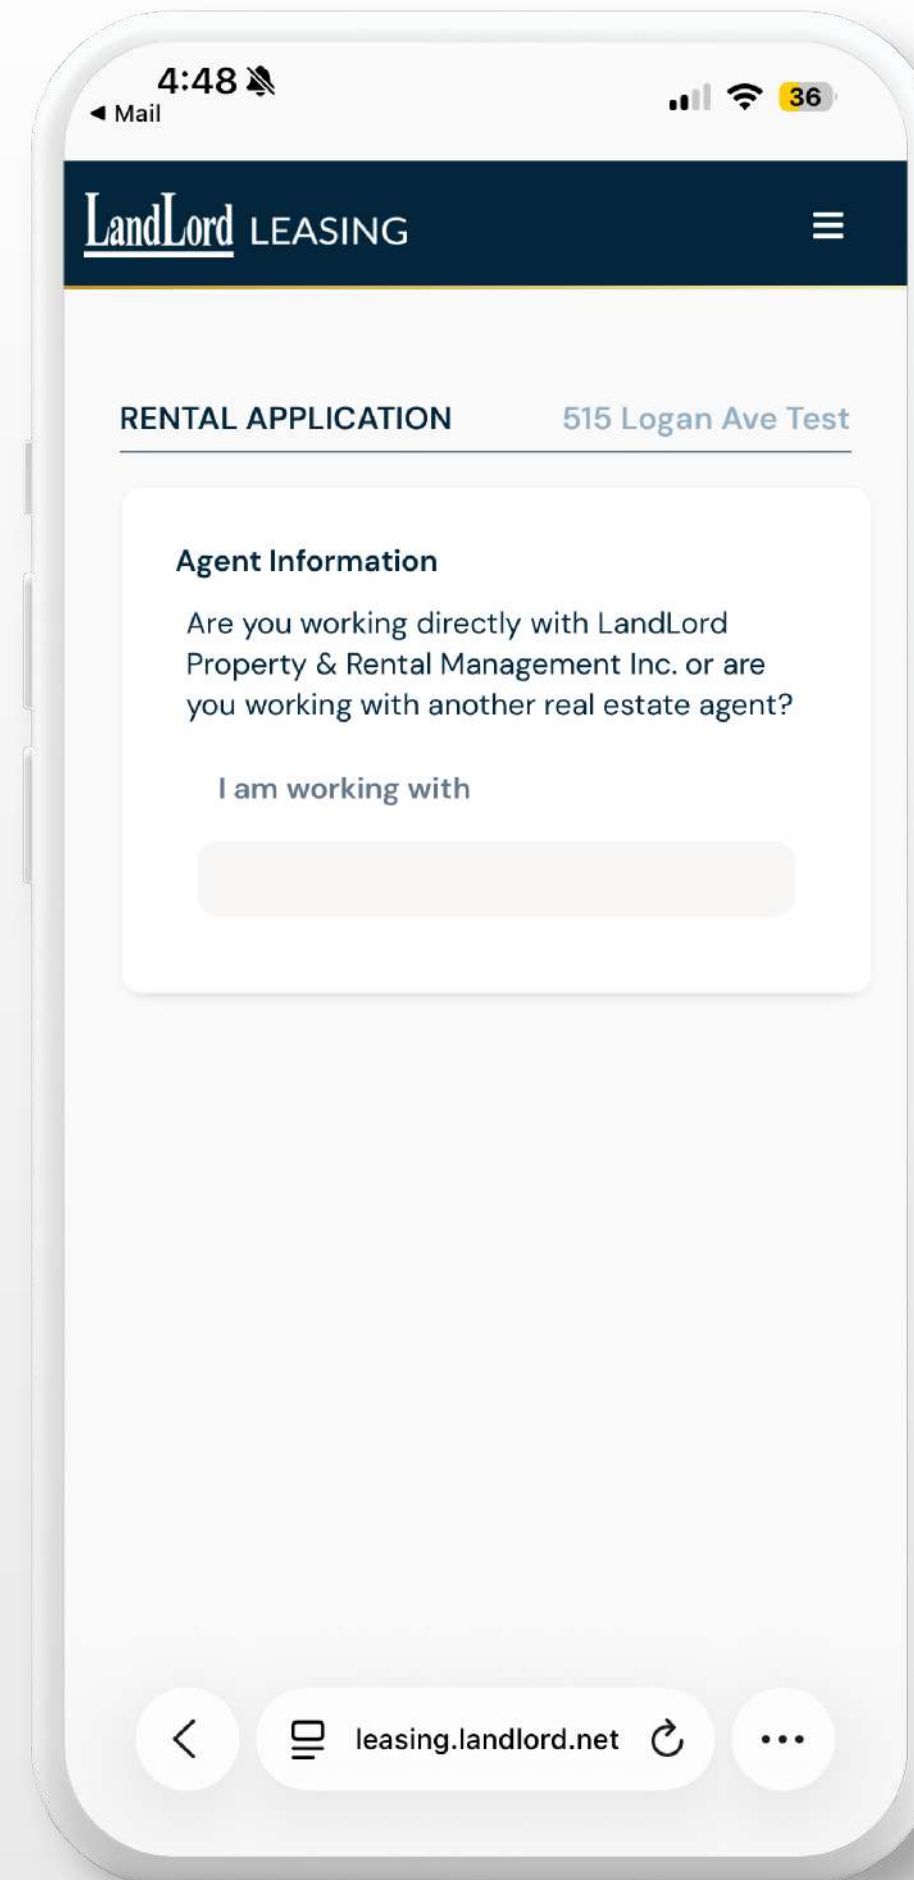 4:48
◀ Mail
36
LandLord LEASING
RENTAL APPLICATION
515 Logan Ave Test
Agent Information
Are you working directly with LandLord
Property & Rental Management Inc. or are
you working with another real estate agent?
I am working with
leasing.landlord.net